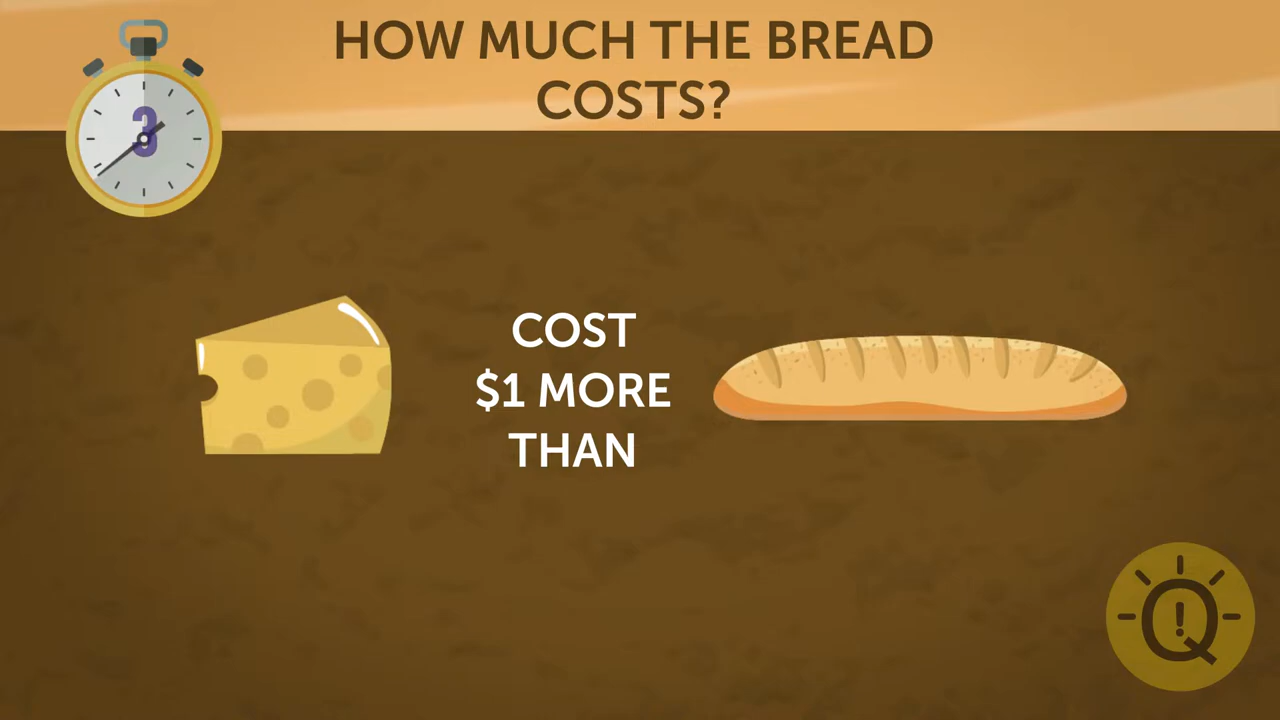 HOW MUCH THE BREAD
COSTS?
3
COST
$1 MORE
THAN
Q!